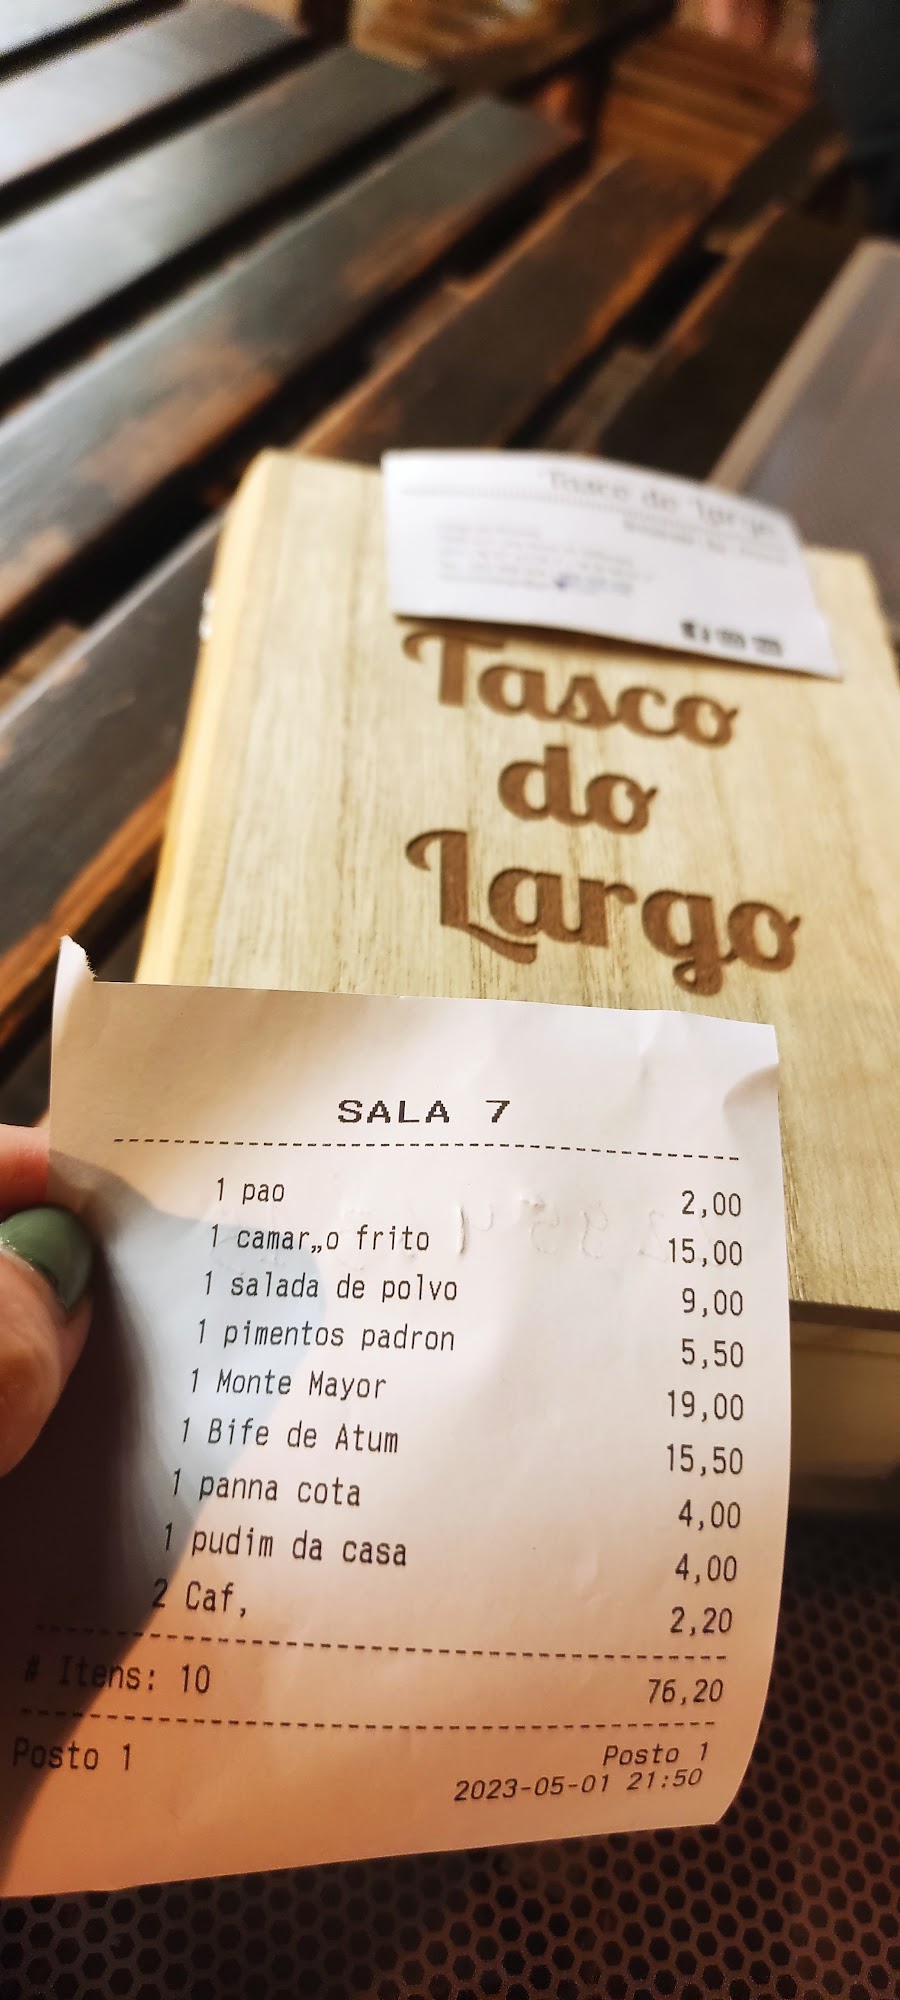 Tasco do Largo
Tasco
do
Largo
SALA 7
1 pao 2,00
1 camar„o frito 15,00
1 salada de polvo 9,00
1 pimentos padron 5,50
1 Monte Mayor 19,00
1 Bife de Atum 15,50
1 panna cota 4,00
1 pudim da casa 4,00
2 Caf, 2,20
# Itens: 10 76,20
Posto 1 Posto 1
2023-05-01 21:50